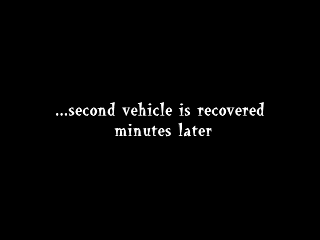 ...second vehicle is recovered
minutes later